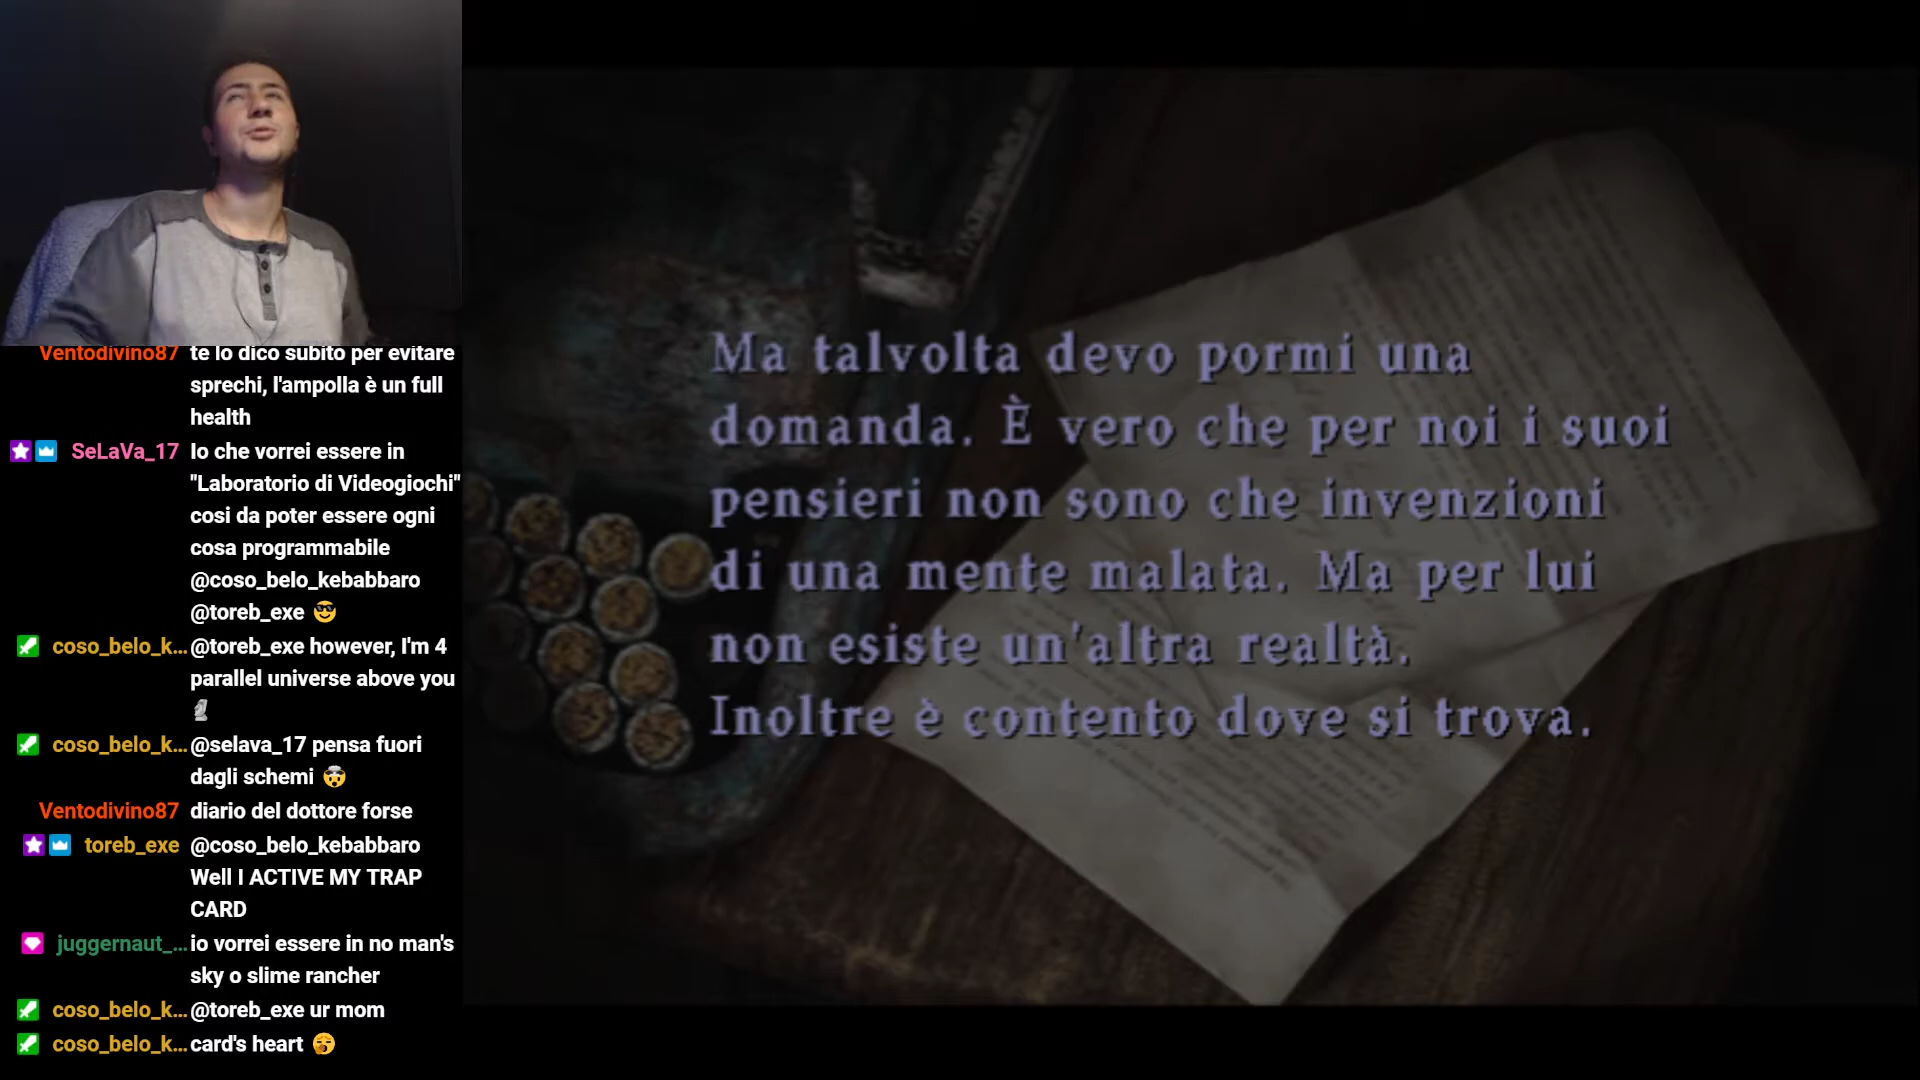 Ventodivino87 te lo dico subito per evitare
sprechi, l'ampolla è un full
health
SeLaVa_17 Io che vorrei essere in
"Laboratorio di Videogiochi"
cosi da poter essere ogni
cosa programmabile
@coso_belo_kebabbaro
@toreb_exe 😎
coso_belo_k... @toreb_exe however, I'm 4
parallel universe above you
🗿
coso_belo_k... @selava_17 pensa fuori
dagli schemi 🤯
Ventodivino87 diario del dottore forse
toreb_exe @coso_belo_kebabbaro
Well I ACTIVE MY TRAP
CARD
juggernaut_... io vorrei essere in no man's
sky o slime rancher
coso_belo_k... @toreb_exe ur mom
coso_belo_k... card's heart 🥱
Ma talvolta devo pormi una
domanda. È vero che per noi i suoi
pensieri non sono che invenzioni
di una mente malata. Ma per lui
non esiste un'altra realtà.
Inoltre è contento dove si trova.